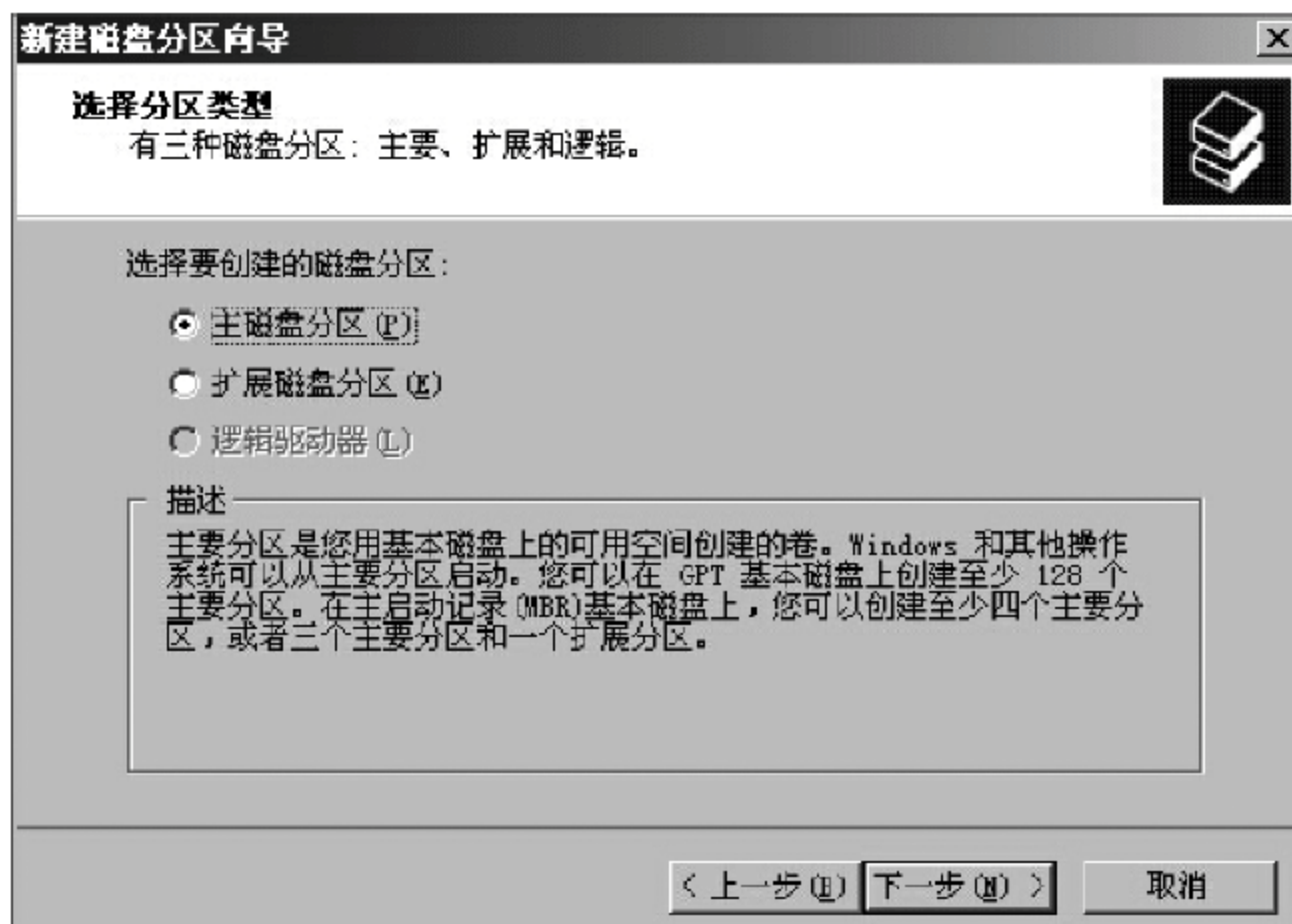 新建磁盘分区向导
选择分区类型
有三种磁盘分区: 主要、扩展和逻辑。
选择要创建的磁盘分区:
主磁盘分区(P)
扩展磁盘分区(E)
逻辑驱动器(L)
描述
主要分区是您用基本磁盘上的可用空间创建的卷。Windows 和其他操作
系统可以从主要分区启动。您可以在 GPT 基本磁盘上创建至少 128 个
主要分区。在主启动记录(MBR)基本磁盘上，您可以创建至少四个主要分
区，或者三个主要分区和一个扩展分区。
< 上一步(B) 下一步(N) > 取消